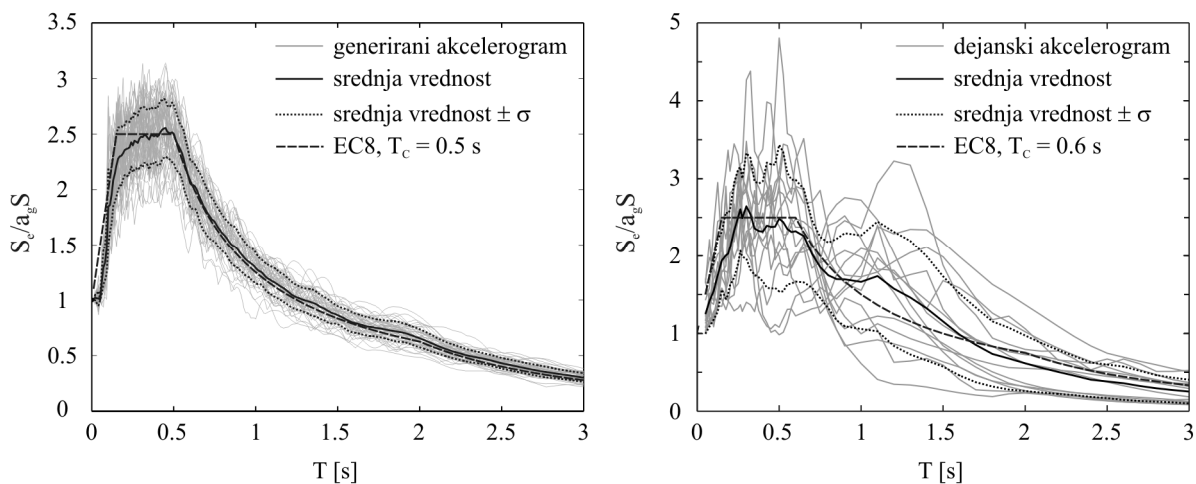 3.5
3
2.5
2
1.5
1
0.5
0
Sₑ/a_gS
generirani akcelerogram
srednja vrednost
srednja vrednost ± σ
EC8, T_C = 0.5 s
0 0.5 1 1.5 2 2.5 3
T [s]
5
4
3
2
1
0
Sₑ/a_gS
dejanski akcelerogram
srednja vrednost
srednja vrednost ± σ
EC8, T_C = 0.6 s
0 0.5 1 1.5 2 2.5 3
T [s]